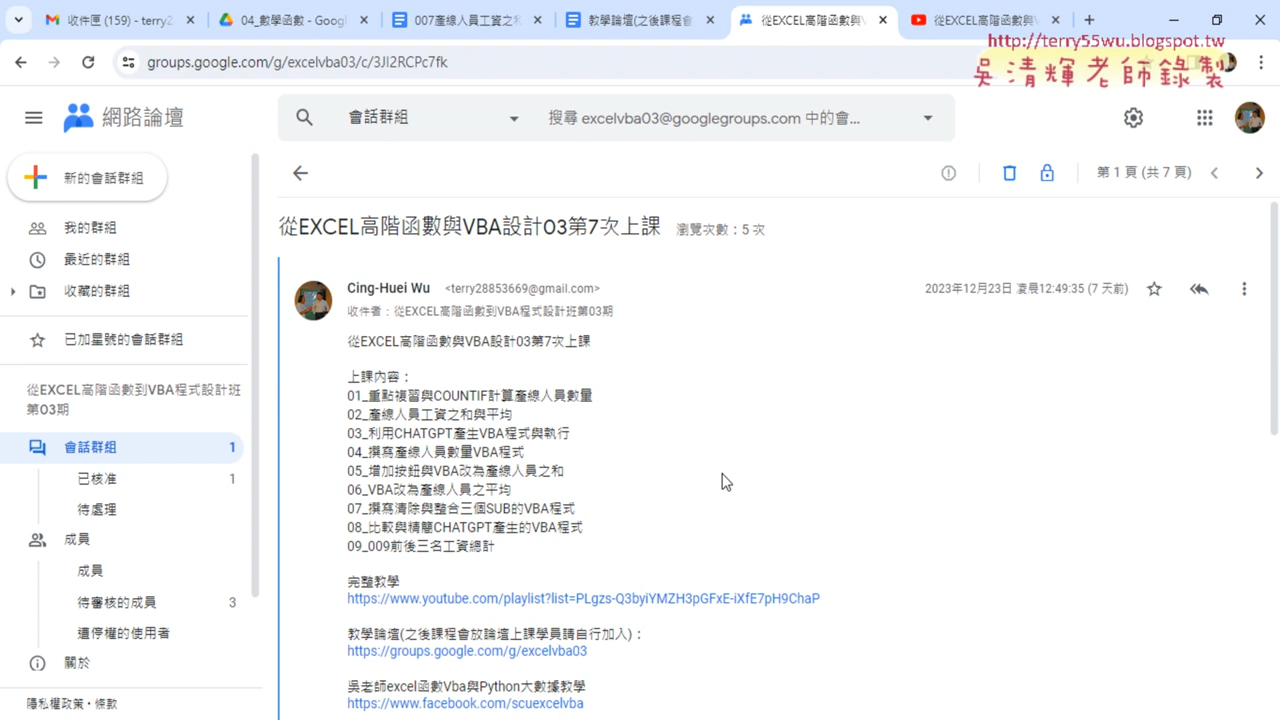 收件匣 (159) - terry2
04_數學函數 - Googl
007產線人員工資之和
教學論壇(之後課程會
從EXCEL高階函數與V
從EXCEL高階函數與V
http://terry55wu.blogspot.tw
吳清輝老師錄製
groups.google.com/g/excelvba03/c/3Jl2RCPc7fk
網路論壇
會話群組
搜尋 excelvba03@googlegroups.com 中的會...
新的會話群組
第 1 頁 (共 7 頁)
我的群組
最近的群組
收藏的群組
已加星號的會話群組
從EXCEL高階函數到VBA程式設計班
第03期
會話群組 1
已核准 1
待處理
成員
成員
待審核的成員 3
遭停權的使用者
關於
隱私權政策・條款
從EXCEL高階函數與VBA設計03第7次上課 瀏覽次數：5 次
Cing-Huei Wu <terry28853669@gmail.com>
2023年12月23日 凌晨12:49:35 (7 天前)
收件者：從EXCEL高階函數到VBA程式設計班第03期
從EXCEL高階函數與VBA設計03第7次上課
上課內容：
01_重點複習與COUNTIF計算產線人員數量
02_產線人員工資之和與平均
03_利用CHATGPT產生VBA程式與執行
04_撰寫產線人員數量VBA程式
05_增加按鈕與VBA改為產線人員之和
06_VBA改為產線人員之平均
07_撰寫清除與整合三個SUB的VBA程式
08_比較與精簡CHATGPT產生的VBA程式
09_009前後三名工資總計
完整教學
https://www.youtube.com/playlist?list=PLgzs-Q3byiYMZH3pGFxE-iXfE7pH9ChaP
教學論壇(之後課程會放論壇上課學員請自行加入)：
https://groups.google.com/g/excelvba03
吳老師excel函數Vba與Python大數據教學
https://www.facebook.com/scuexcelvba